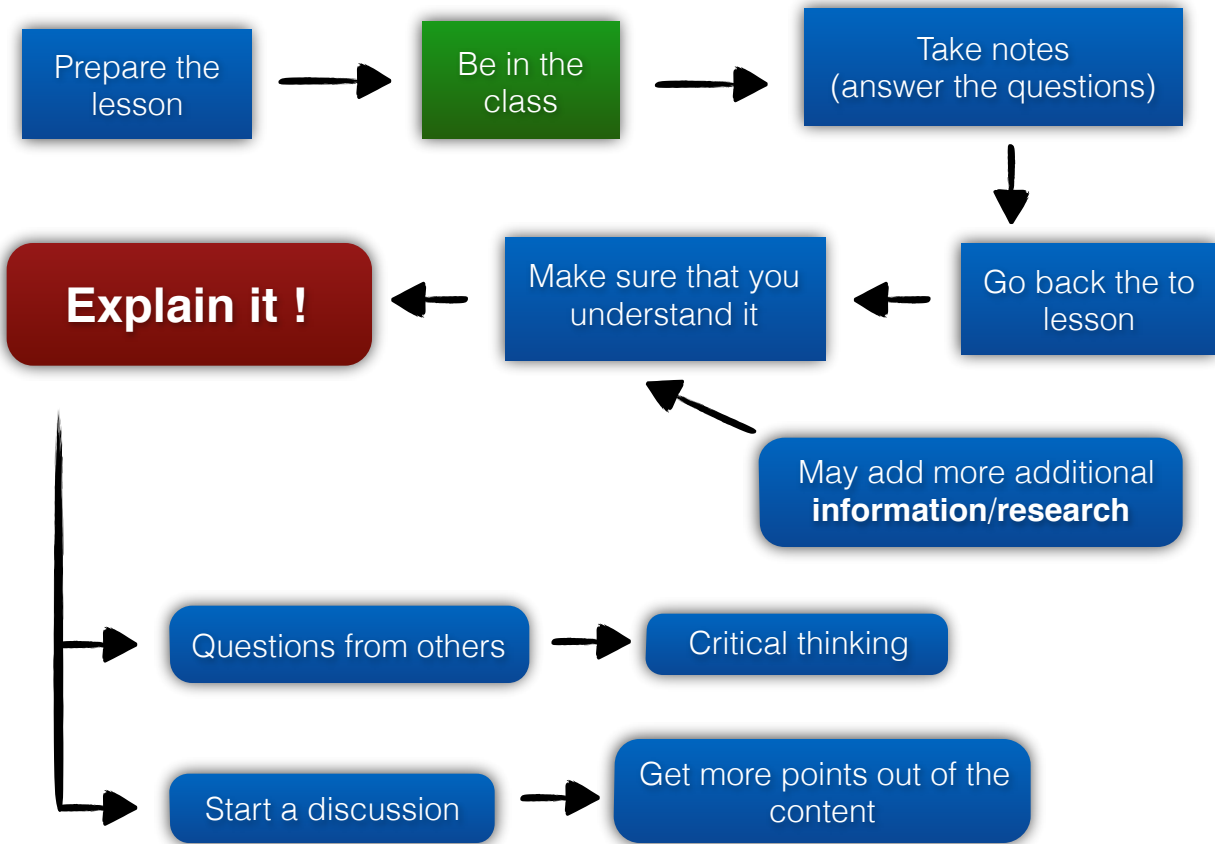 Prepare the
lesson
Be in the
class
Take notes
(answer the questions)
Go back the to
lesson
Make sure that you
understand it
Explain it !
May add more additional
information/research
Questions from others
Critical thinking
Start a discussion
Get more points out of the
content